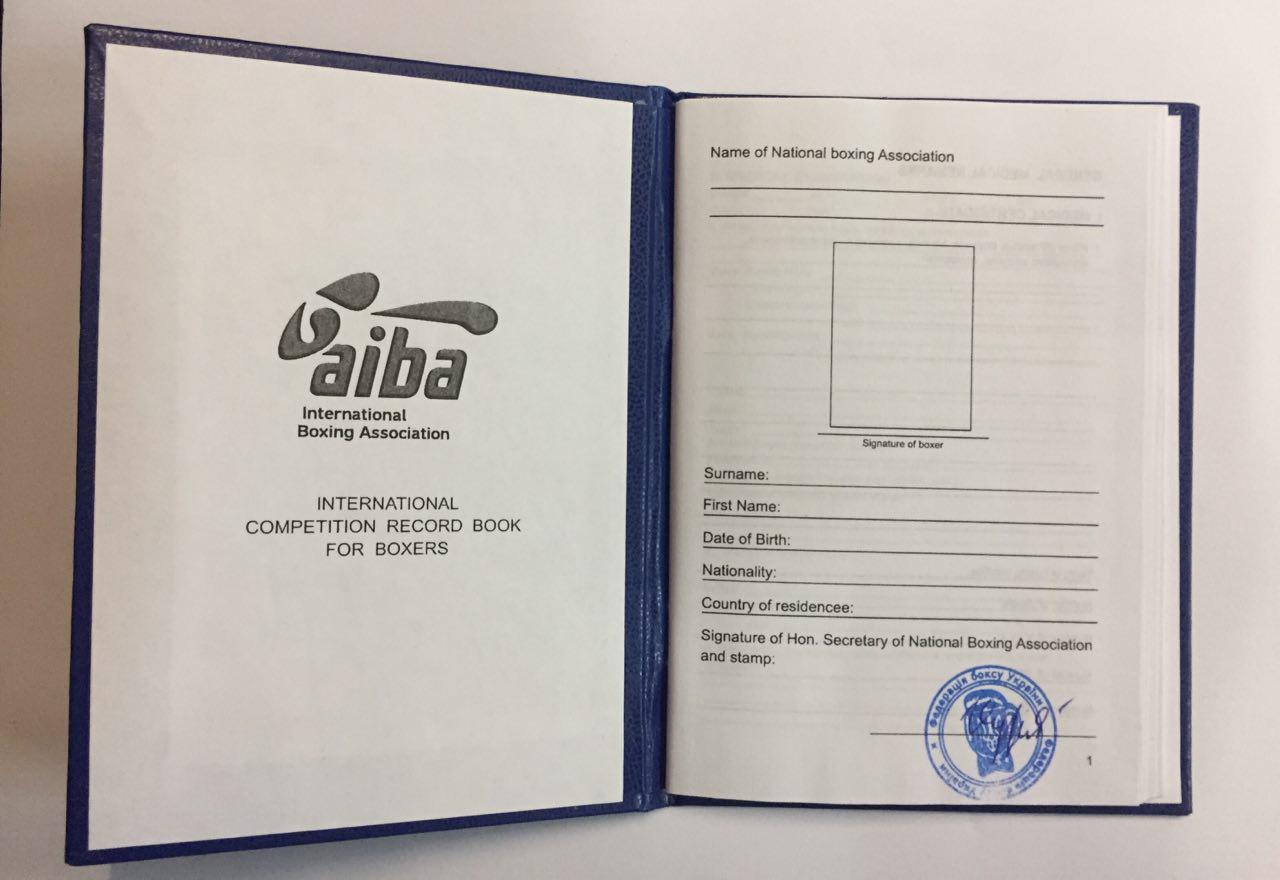 aiba
International
Boxing Association
INTERNATIONAL
COMPETITION RECORD BOOK
FOR BOXERS
Name of National boxing Association
Signature of boxer
Surname:
First Name:
Date of Birth:
Nationality:
Country of residencee:
Signature of Hon. Secretary of National Boxing Association
and stamp:
Федерація боксу України
1